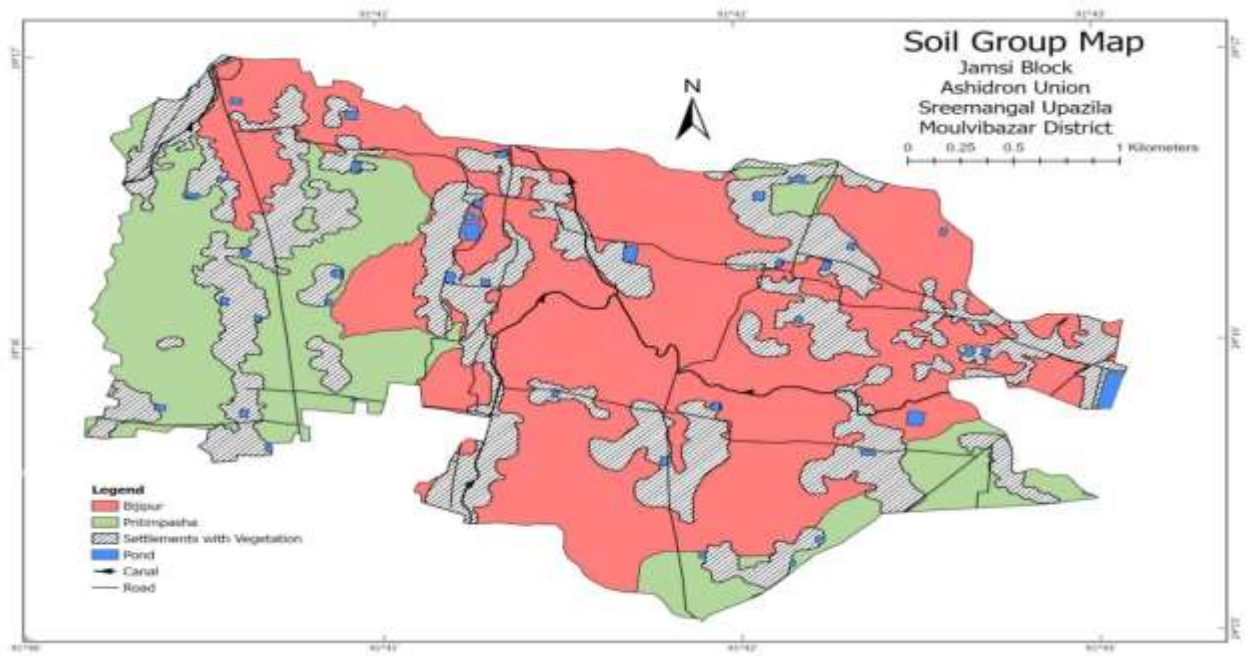 Soil Group Map
Jamsi Block
Ashidron Union
Sreemangal Upazila
Moulvibazar District
0 0.25 0.5 1 Kilometers
N
Legend
Bijipur
Pritimpasha
Settlements with Vegetation
Pond
Canal
Road